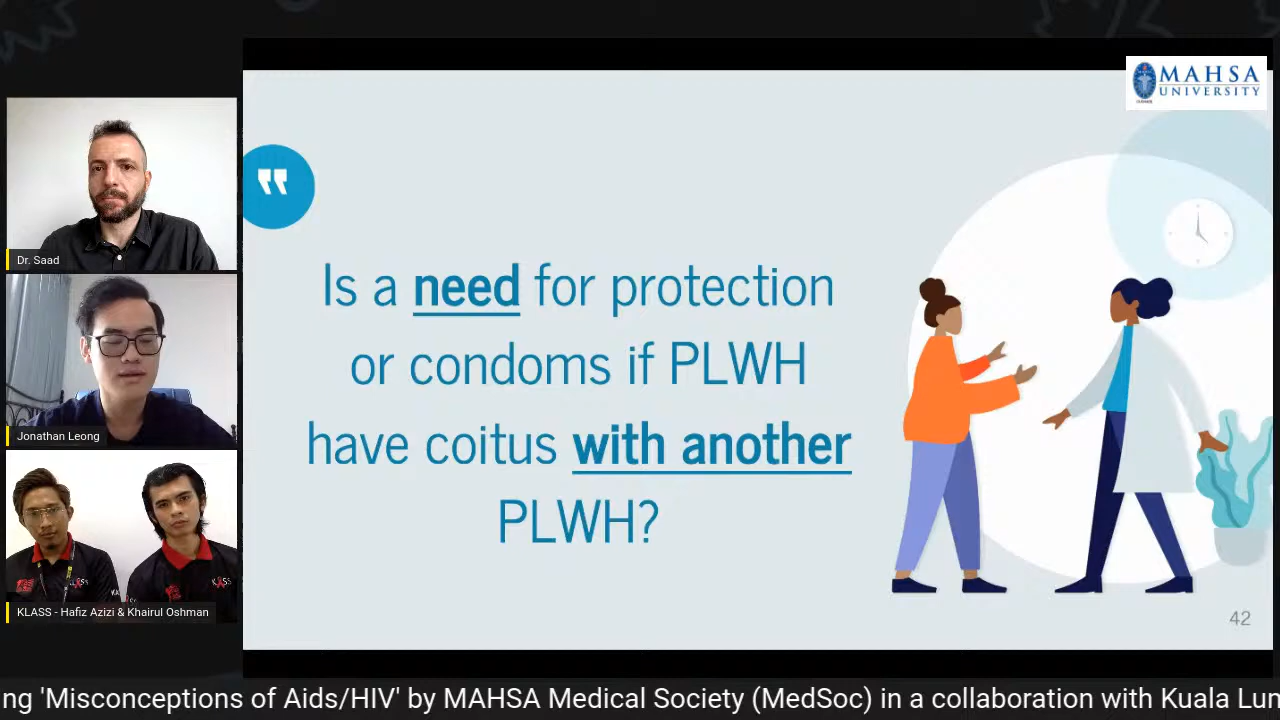 MAHSA
UNIVERSITY
Is a need for protection
or condoms if PLWH
have coitus with another
PLWH?
42
Dr. Saad
Jonathan Leong
KLASS - Hafiz Azizi & Khairul Oshman
ng 'Misconceptions of Aids/HIV' by MAHSA Medical Society (MedSoc) in a collaboration with Kuala Lur